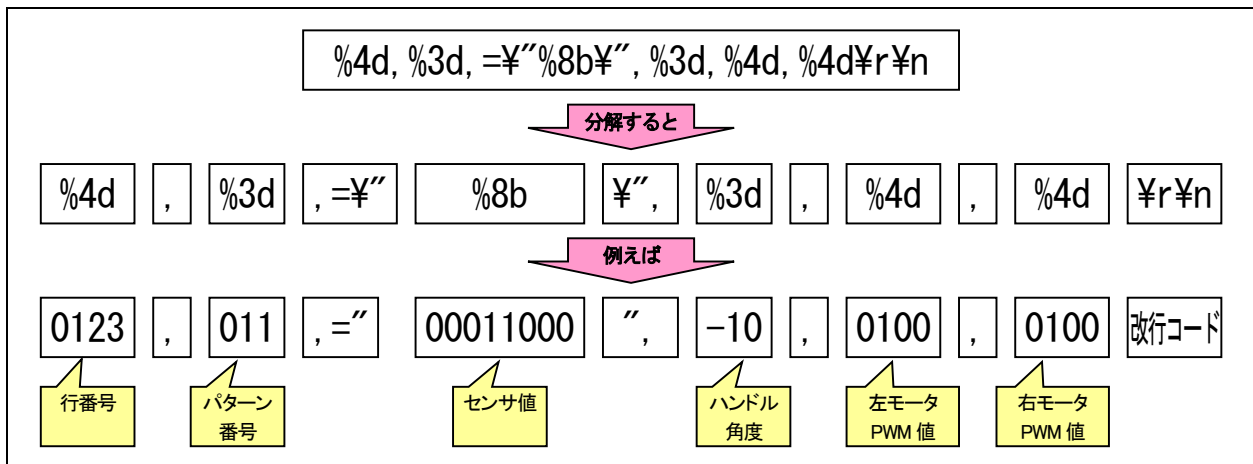 %4d,%3d,=¥"%8b¥",%3d,%4d,%4d¥r¥n
分解すると
%4d , %3d ,=¥" %8b ¥", %3d , %4d , %4d ¥r¥n
例えば
0123 , 011 ,=" 00011000 ", -10 , 0100 , 0100 改行コード
行番号 パターン センサ値 ハンドル 左モータ 右モータ
番号 角度 PWM 値 PWM 値